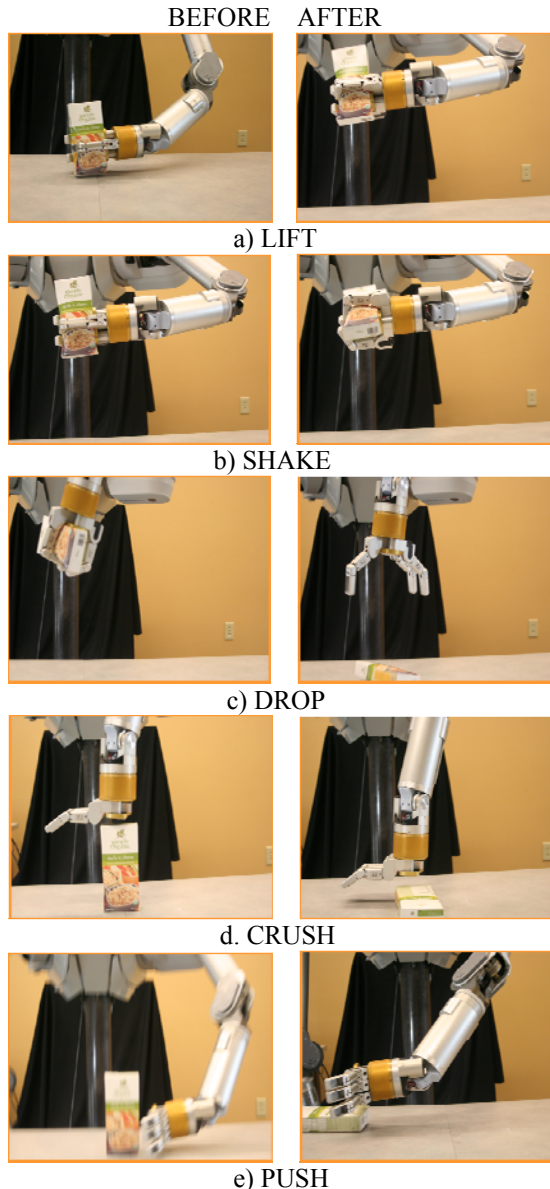 BEFORE AFTER
a) LIFT
b) SHAKE
c) DROP
d. CRUSH
e) PUSH